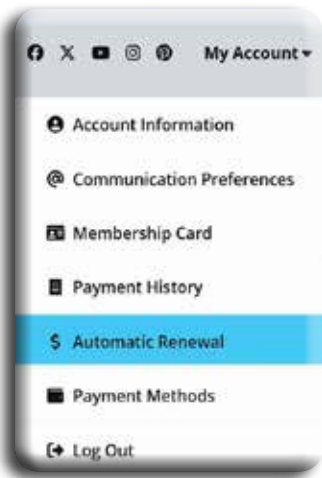 My Account
Account Information
Communication Preferences
Membership Card
Payment History
Automatic Renewal
Payment Methods
Log Out